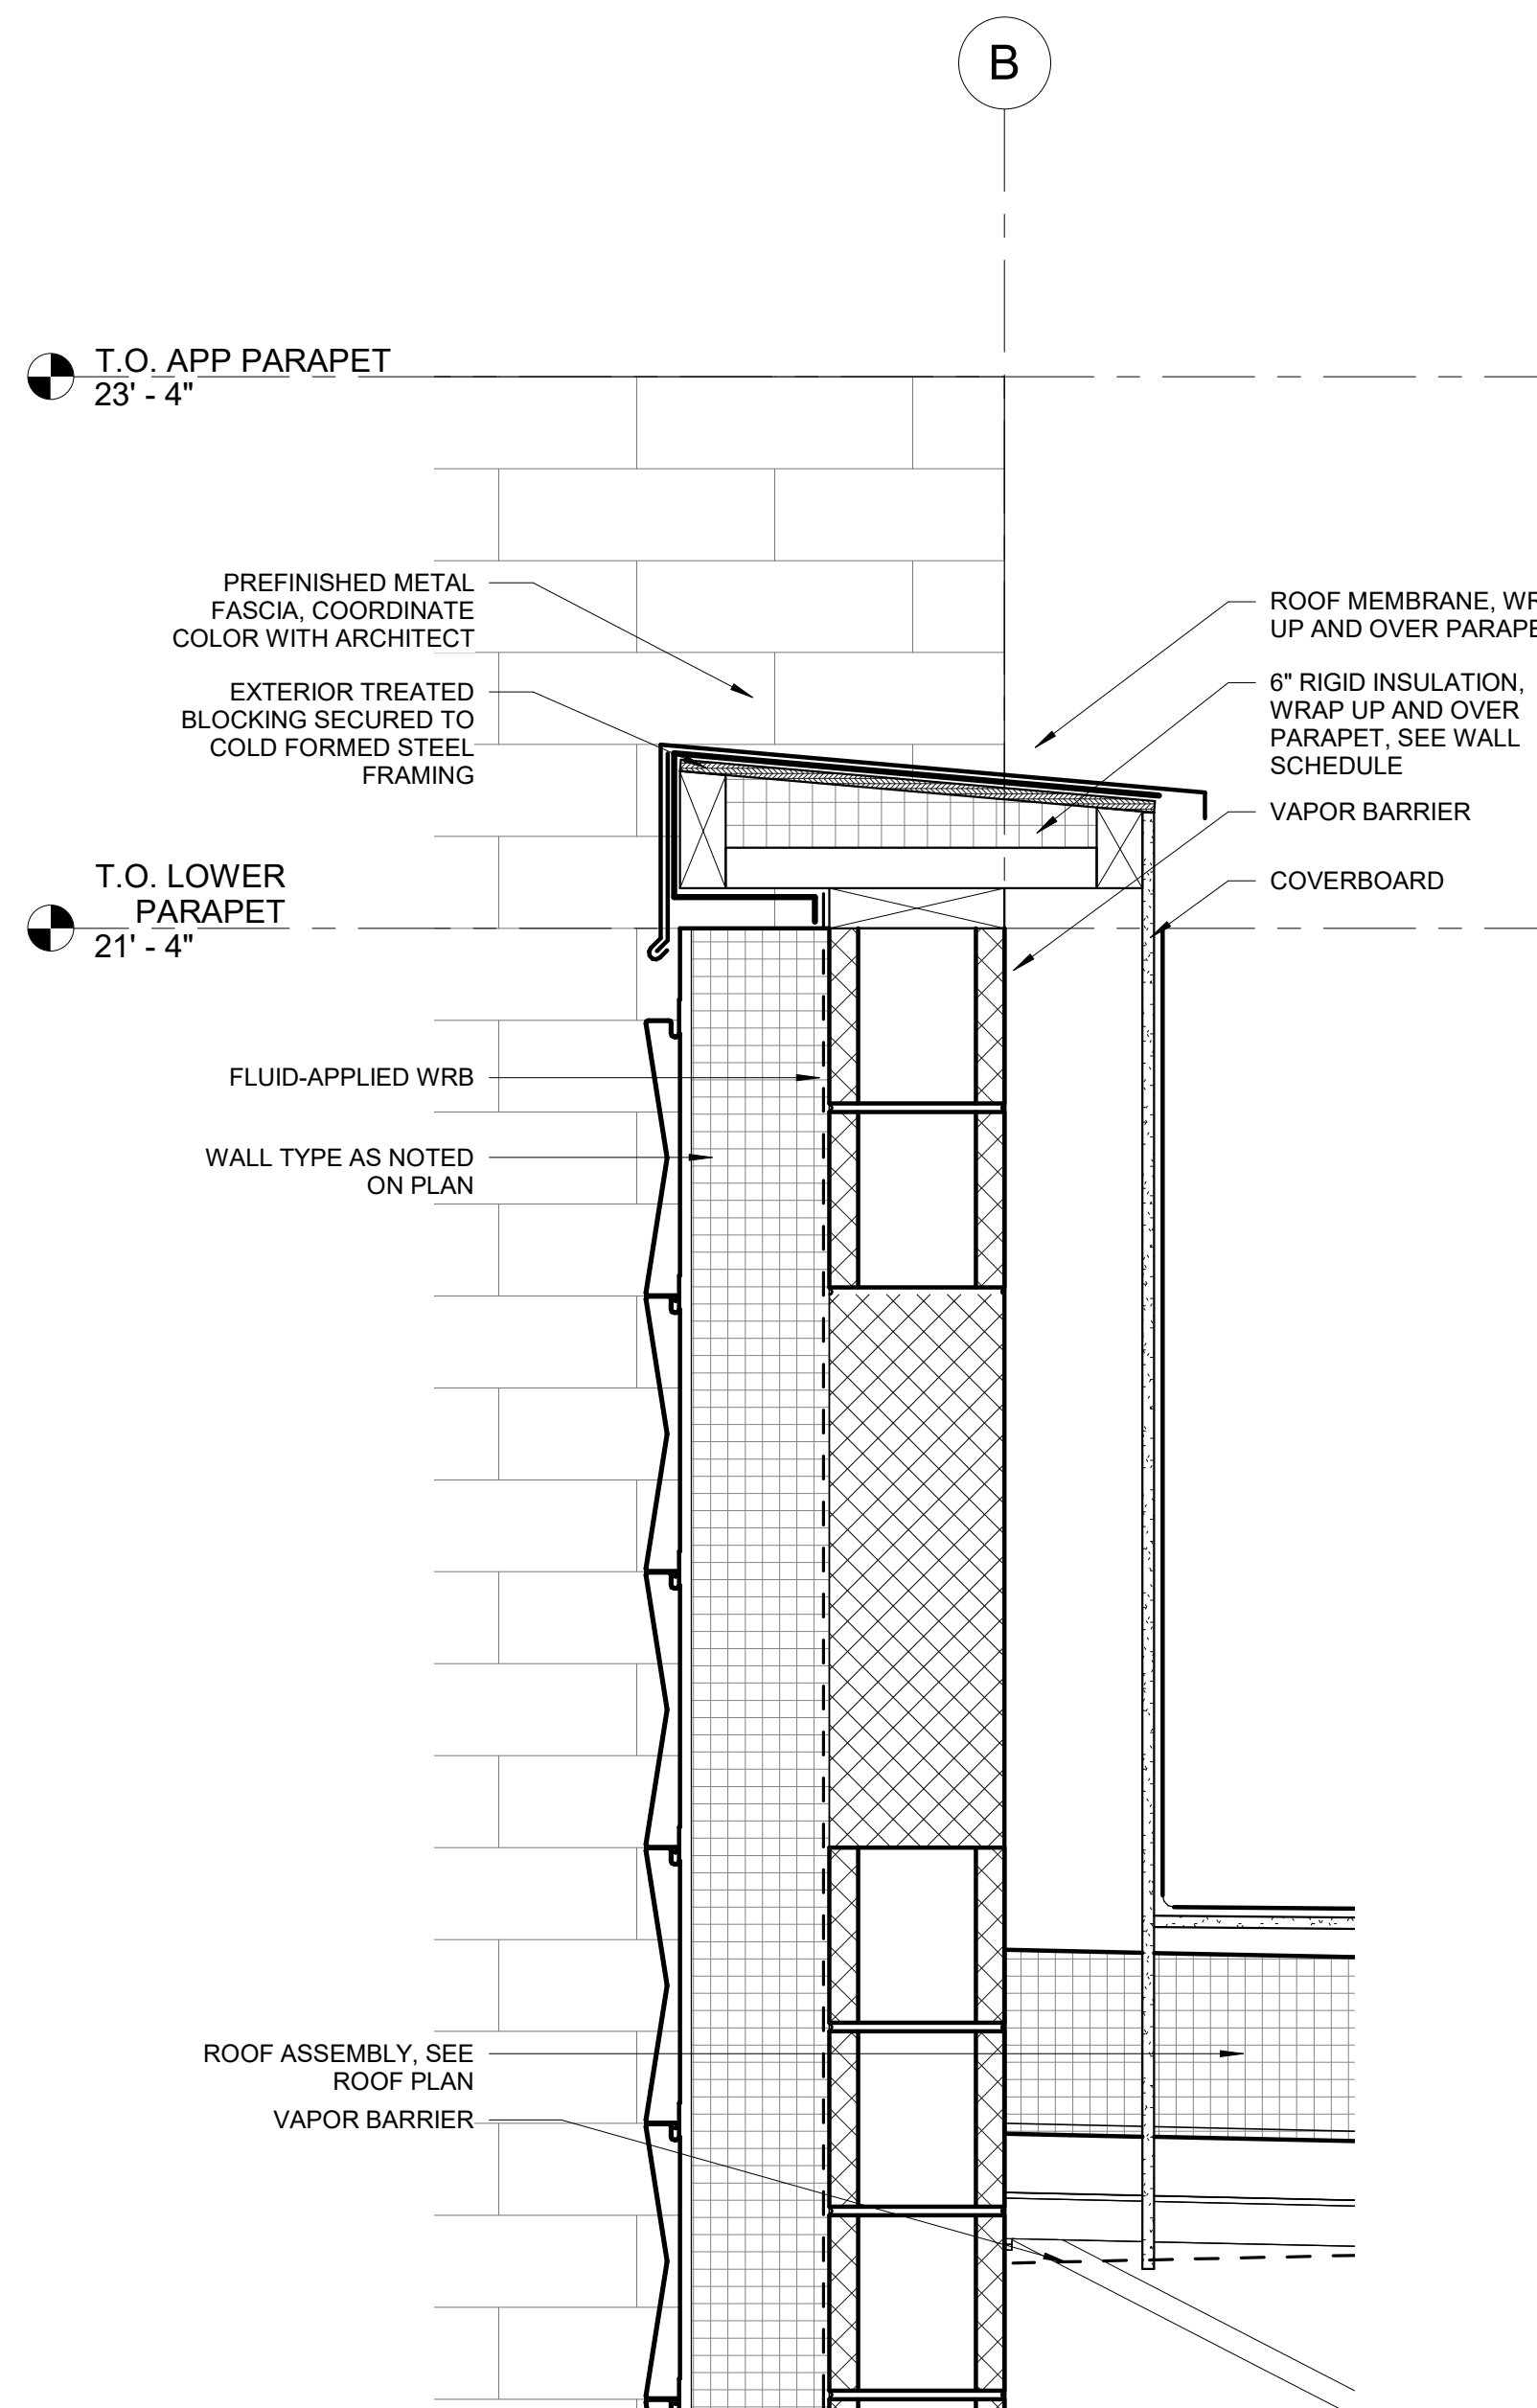 B
T.O. APP PARAPET
23' - 4"
PREFINISHED METAL
FASCIA, COORDINATE
COLOR WITH ARCHITECT
EXTERIOR TREATED
BLOCKING SECURED TO
COLD FORMED STEEL
FRAMING
ROOF MEMBRANE, WR
UP AND OVER PARAPE
6" RIGID INSULATION,
WRAP UP AND OVER
PARAPET, SEE WALL
SCHEDULE
VAPOR BARRIER
COVERBOARD
T.O. LOWER
PARAPET
21' - 4"
FLUID-APPLIED WRB
WALL TYPE AS NOTED
ON PLAN
ROOF ASSEMBLY, SEE
ROOF PLAN
VAPOR BARRIER